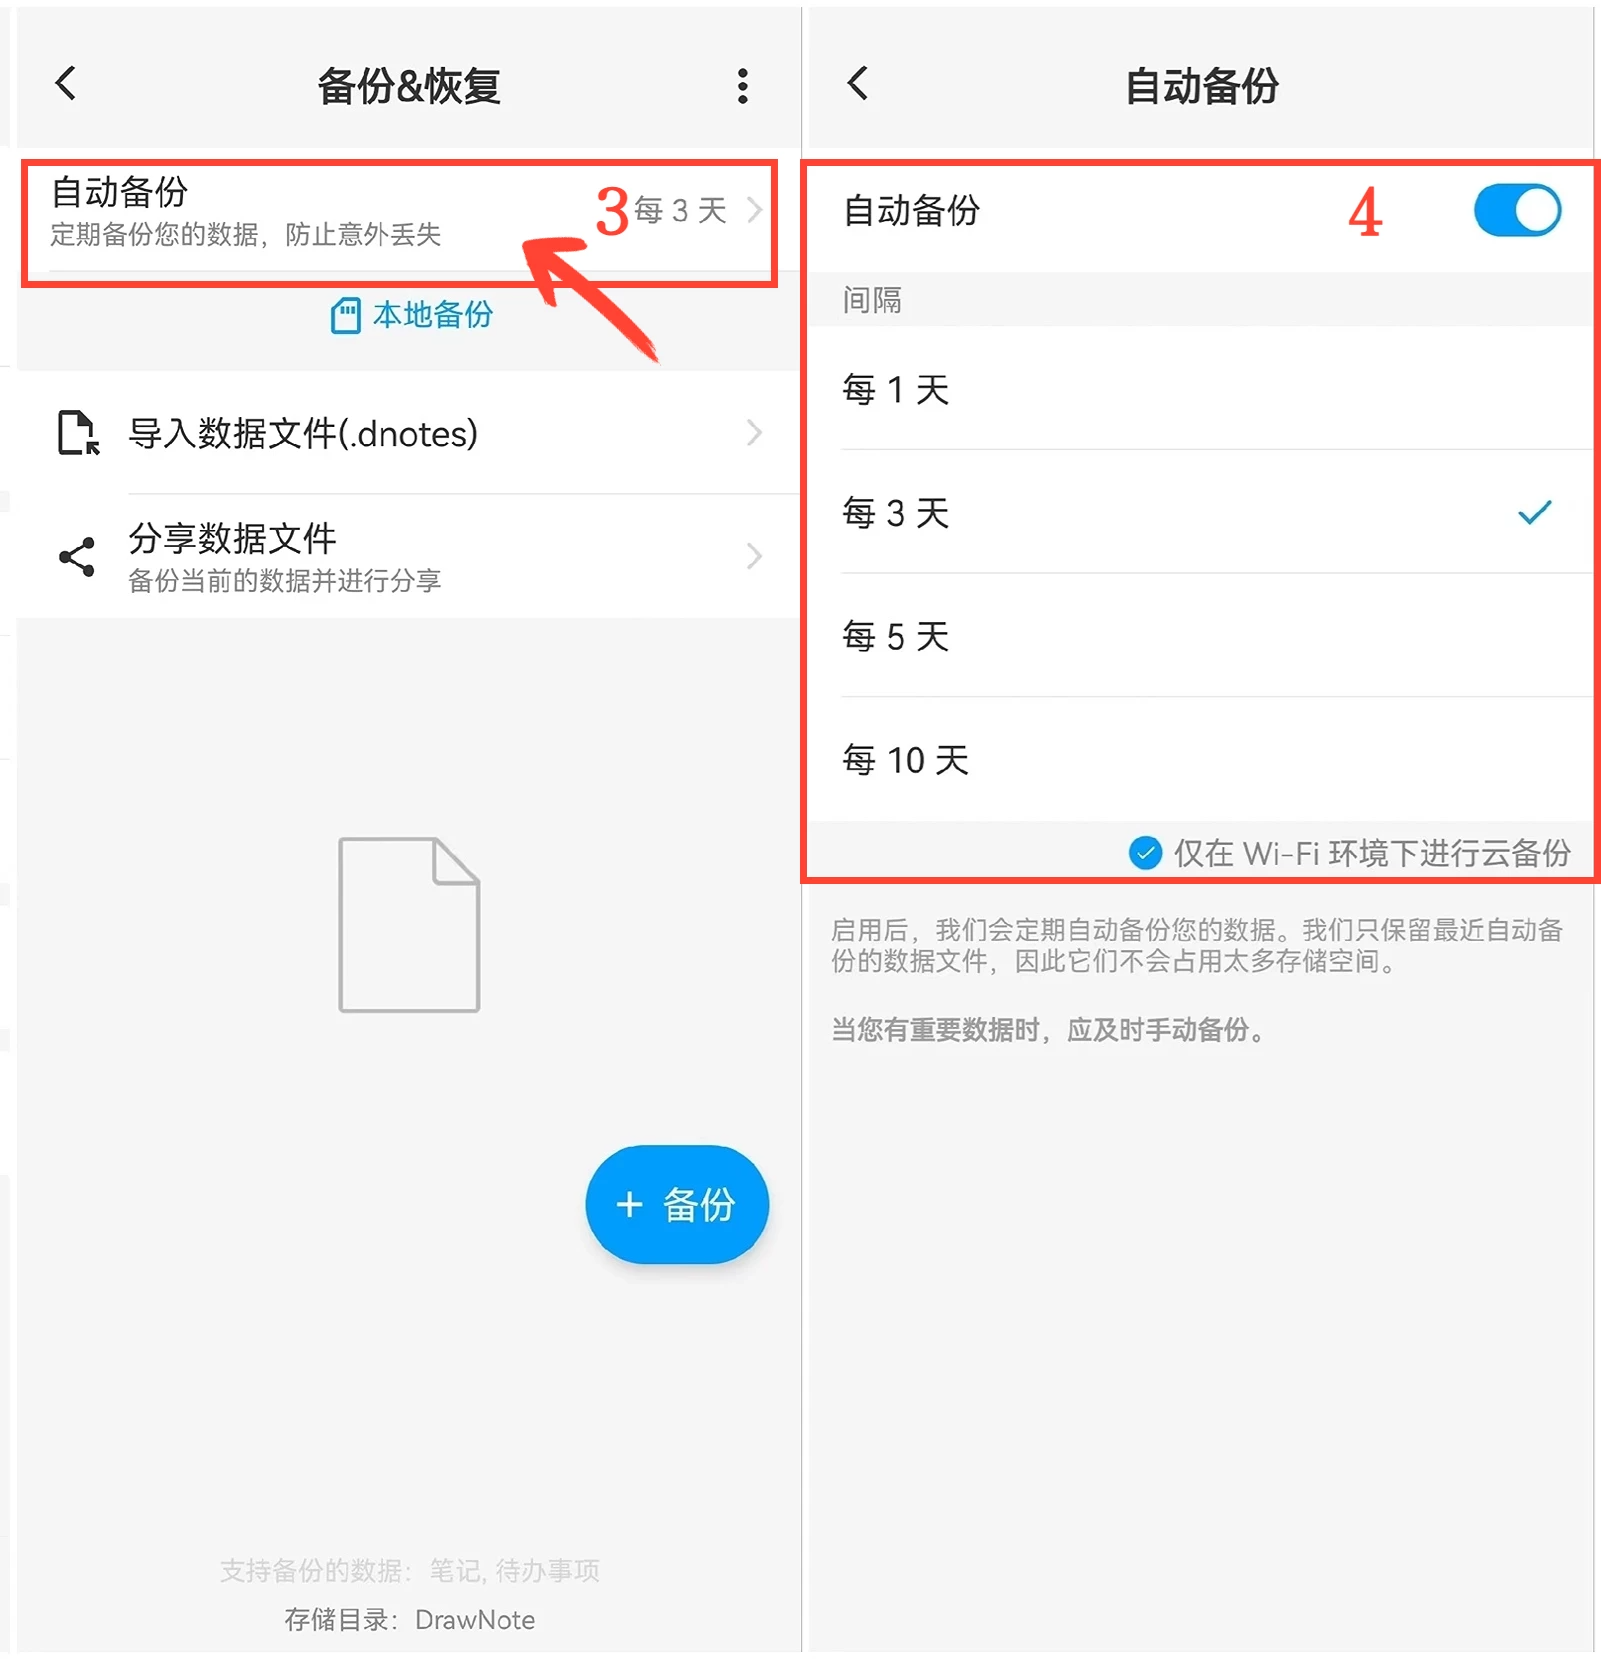 备份&恢复
自动备份
3 每 3 天
定期备份您的数据，防止意外丢失
本地备份
导入数据文件(.dnotes)
分享数据文件
备份当前的数据并进行分享
+ 备份
支持备份的数据：笔记, 待办事项
存储目录：DrawNote
自动备份
自动备份 4
间隔
每 1 天
每 3 天
每 5 天
每 10 天
仅在 Wi-Fi 环境下进行云备份
启用后，我们会定期自动备份您的数据。我们只保留最近自动备
份的数据文件，因此它们不会占用太多存储空间。
当您有重要数据时，应及时手动备份。